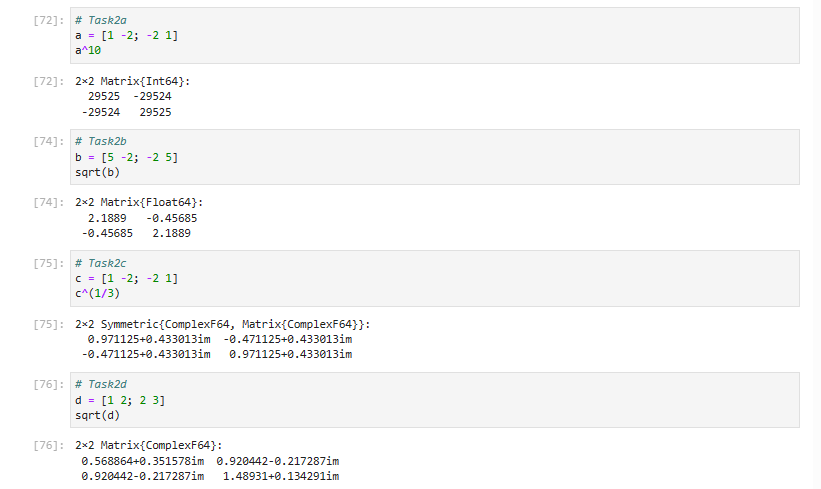 [72]: # Task2a
a = [1 -2; -2 1]
a^10
[72]: 2×2 Matrix{Int64}:
29525 -29524
-29524 29525
[74]: # Task2b
b = [5 -2; -2 5]
sqrt(b)
[74]: 2×2 Matrix{Float64}:
2.1889 -0.45685
-0.45685 2.1889
[75]: # Task2c
c = [1 -2; -2 1]
c^(1/3)
[75]: 2×2 Symmetric{ComplexF64, Matrix{ComplexF64}}:
0.971125+0.433013im -0.471125+0.433013im
-0.471125+0.433013im 0.971125+0.433013im
[76]: # Task2d
d = [1 2; 2 3]
sqrt(d)
[76]: 2×2 Matrix{ComplexF64}:
0.568864+0.351578im 0.920442-0.217287im
0.920442-0.217287im 1.48931+0.134291im